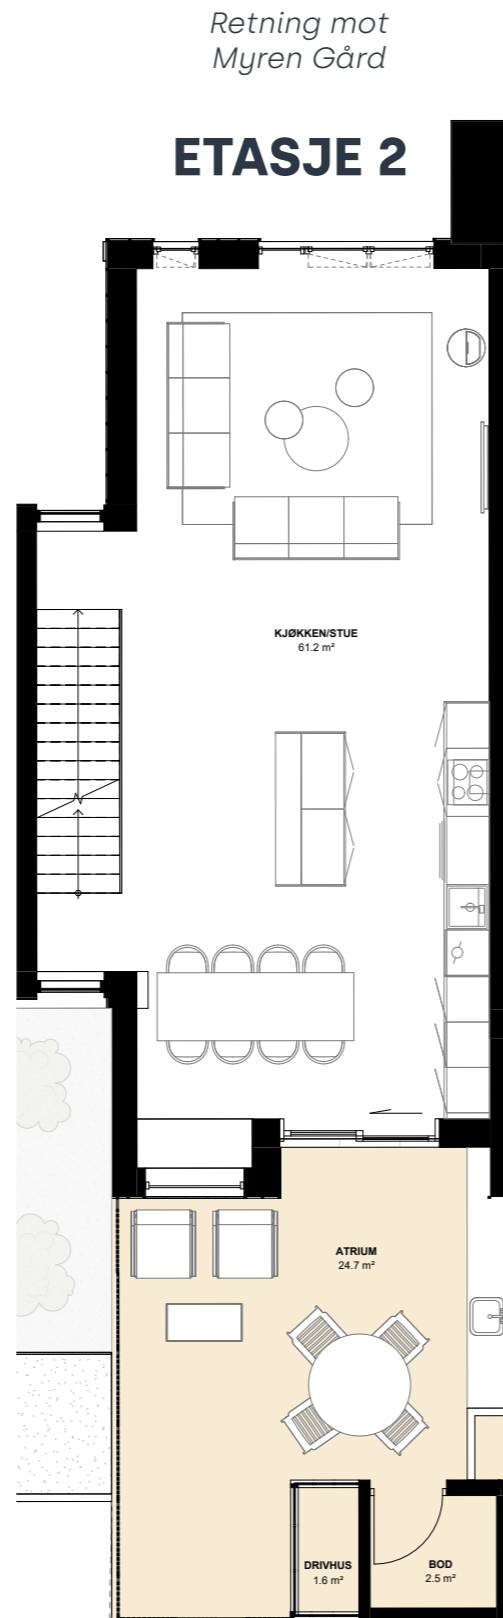 Retning mot
Myren Gård
ETASJE 2
KJØKKEN/STUE
61.2 m²
ATRIUM
24.7 m²
DRIVHUS
1.6 m²
BOD
2.5 m²